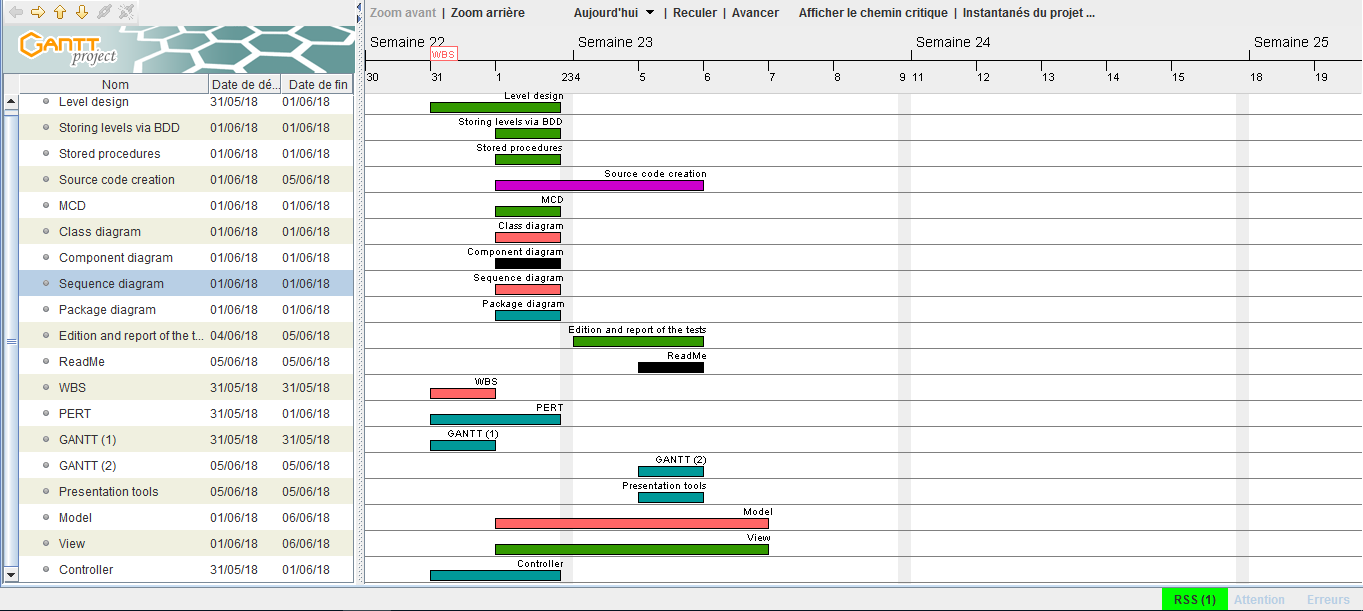 Zoom avant | Zoom arrière Aujourd'hui | Reculer | Avancer Afficher le chemin critique | Instantanés du projet ...
GANTT project
Semaine 22 Semaine 23 Semaine 24 Semaine 25
WBS
30 31 1 2 3 4 5 6 7 8 9 11 12 13 14 15 18 19
Nom Date de dé... Date de fin
Level design 31/05/18 01/06/18 Level design
Storing levels via BDD 01/06/18 01/06/18 Storing levels via BDD
Stored procedures 01/06/18 01/06/18 Stored procedures
Source code creation 01/06/18 05/06/18 Source code creation
MCD 01/06/18 01/06/18 MCD
Class diagram 01/06/18 01/06/18 Class diagram
Component diagram 01/06/18 01/06/18 Component diagram
Sequence diagram 01/06/18 01/06/18 Sequence diagram
Package diagram 01/06/18 01/06/18 Package diagram
Edition and report of the t... 04/06/18 05/06/18 Edition and report of the tests
ReadMe 05/06/18 05/06/18 ReadMe
WBS 31/05/18 31/05/18 WBS
PERT 31/05/18 01/06/18 PERT
GANTT (1) 31/05/18 31/05/18 GANTT (1)
GANTT (2) 05/06/18 05/06/18 GANTT (2)
Presentation tools 05/06/18 05/06/18 Presentation tools
Model 01/06/18 06/06/18 Model
View 01/06/18 06/06/18 View
Controller 31/05/18 01/06/18 Controller
RSS (1) Attention Erreurs